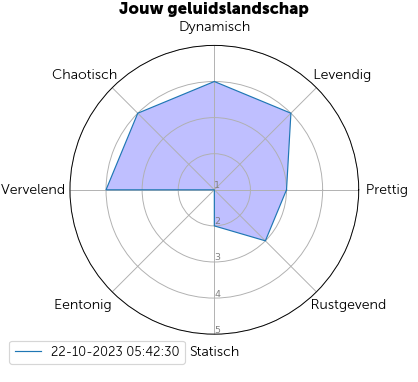 Jouw geluidslandschap
Dynamisch
Chaotisch
Levendig
Vervelend
1
Prettig
2
3
4
5
Eentonig
Rustgevend
Statisch
22-10-2023 05:42:30